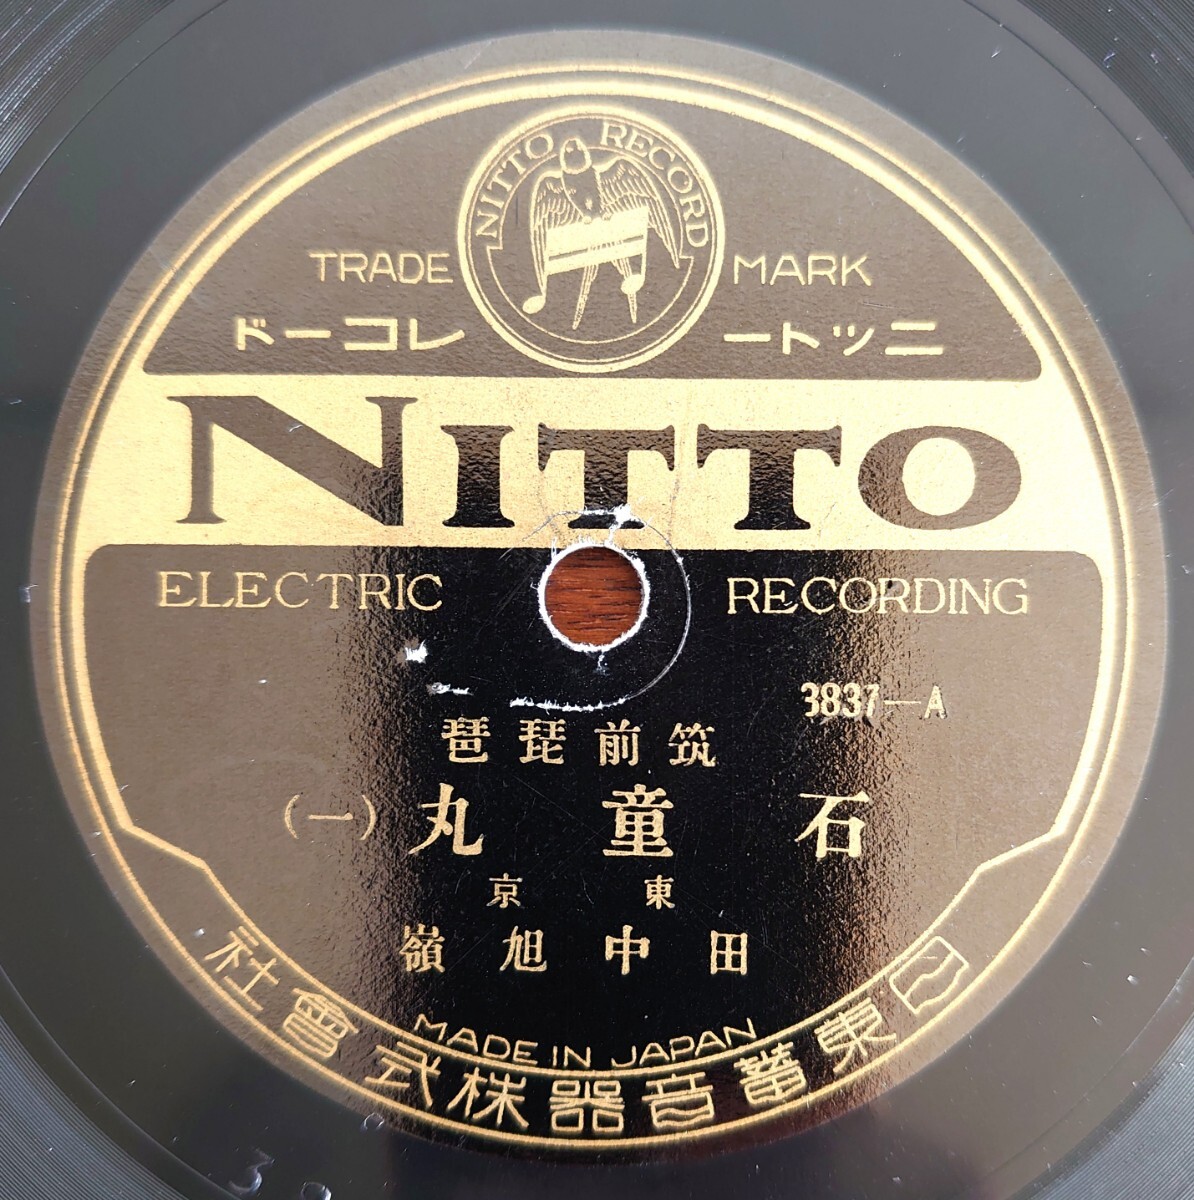 NITTO RECORD
TRADE MARK
ニットー レコード
NITTO
ELECTRIC RECORDING
3837—A
筑前琵琶
石童丸 (一)
東京
田中旭嶺
MADE IN JAPAN
日東蓄音器株式會社